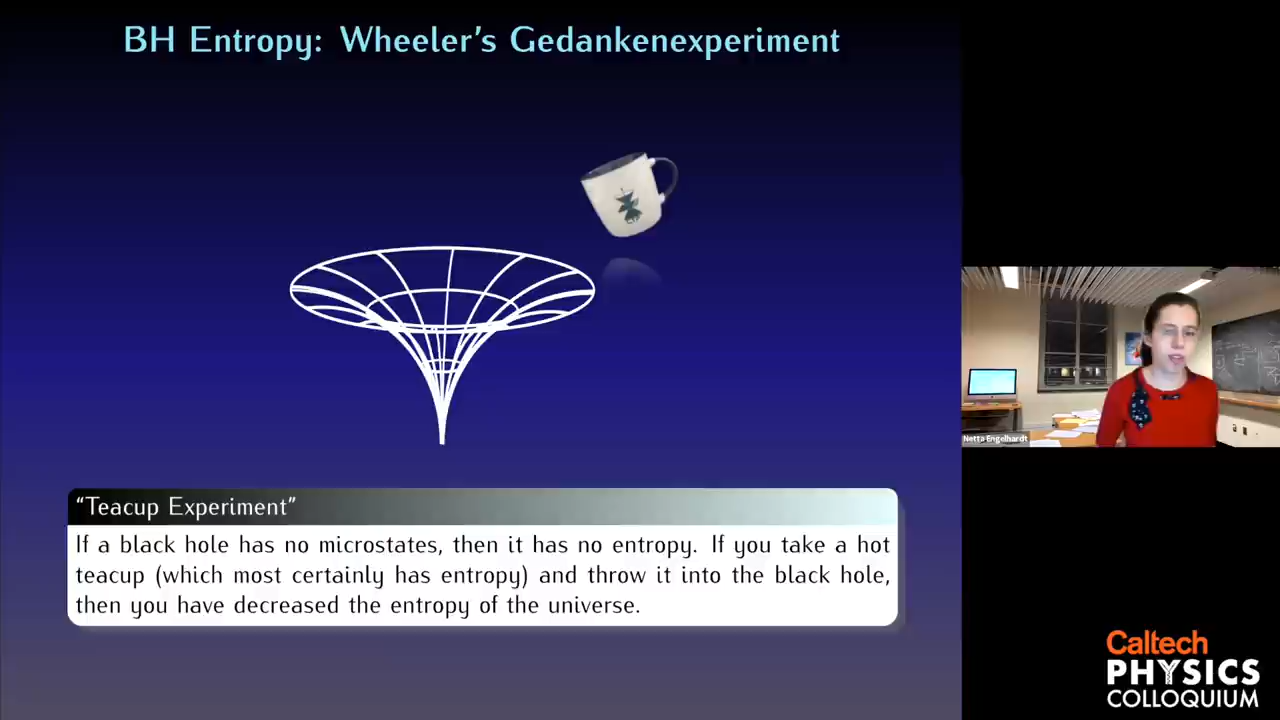 BH Entropy: Wheeler's Gedankenexperiment
"Teacup Experiment"
If a black hole has no microstates, then it has no entropy. If you take a hot
teacup (which most certainly has entropy) and throw it into the black hole,
then you have decreased the entropy of the universe.
Netta Engelhardt
Caltech
PHYSICS
COLLOQUIUM